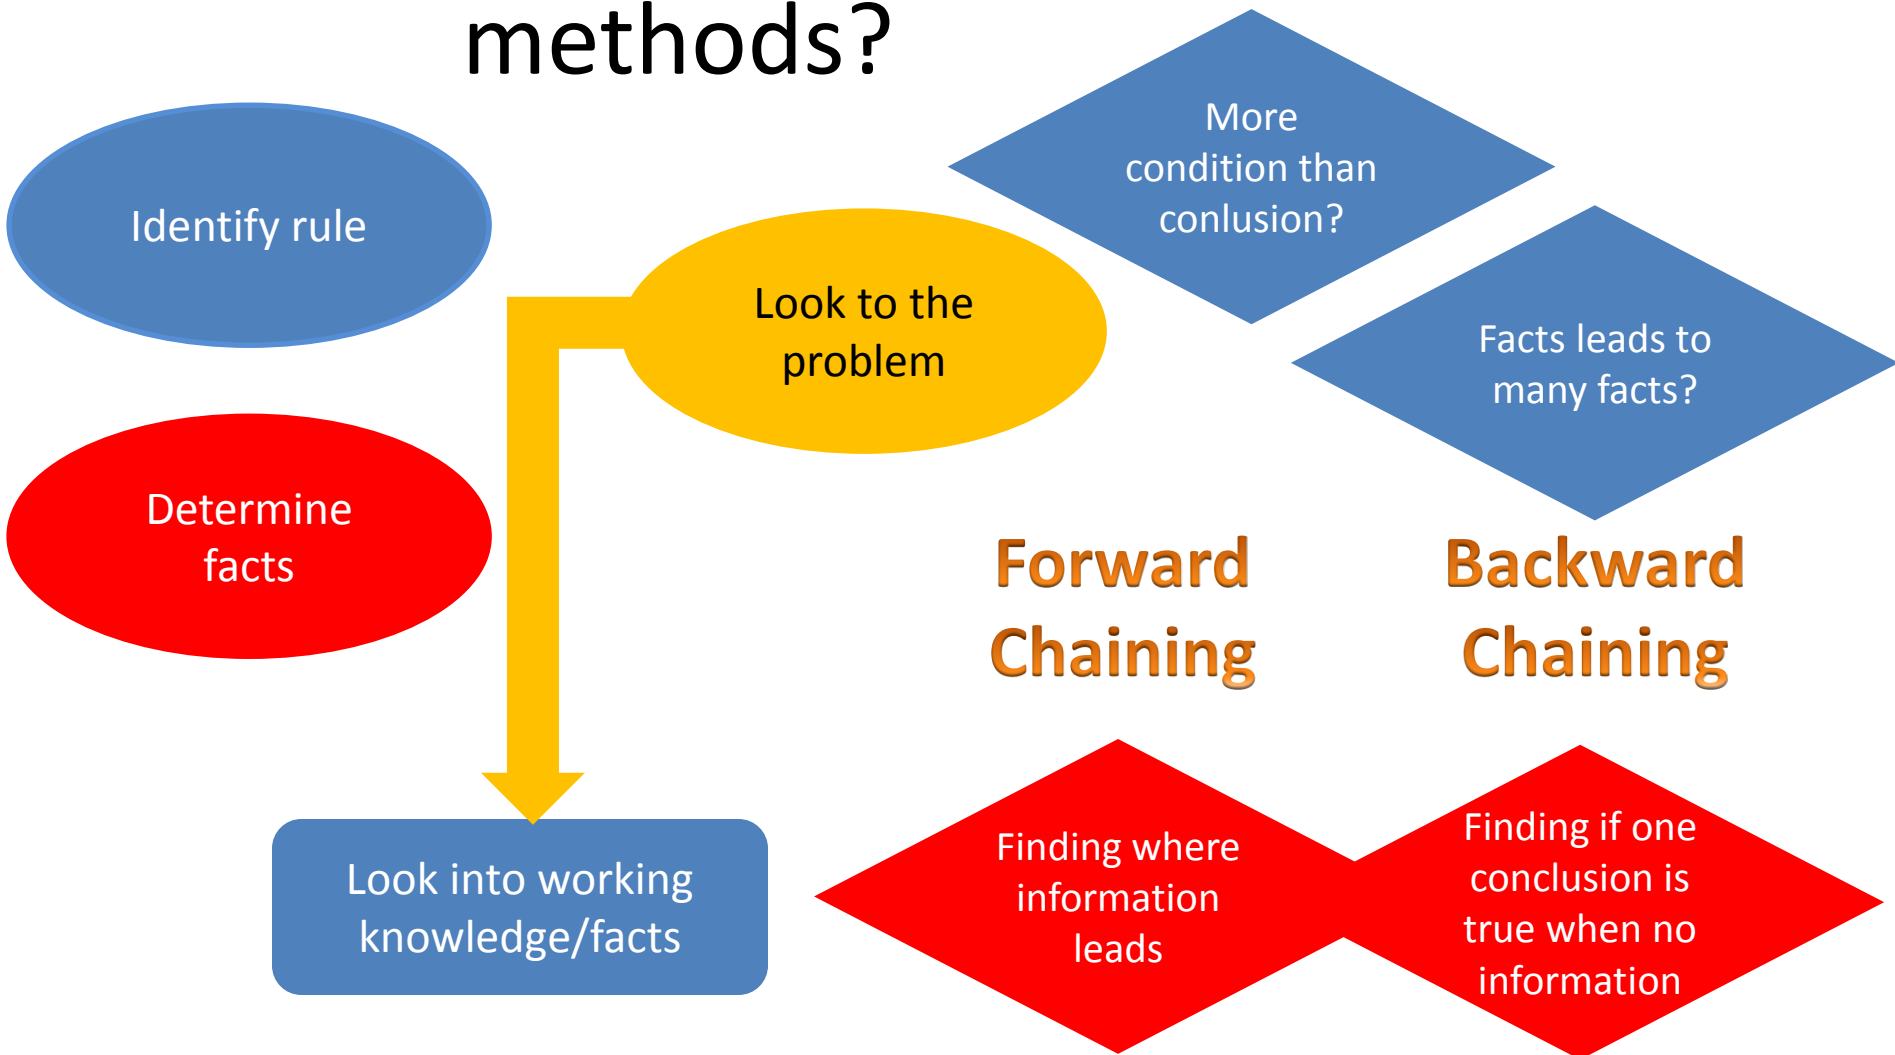 methods?
Identify rule
Determine
facts
Look to the
problem
Look into working
knowledge/facts
More
condition than
conlusion?
Facts leads to
many facts?
Forward
Chaining
Backward
Chaining
Finding where
information
leads
Finding if one
conclusion is
true when no
information